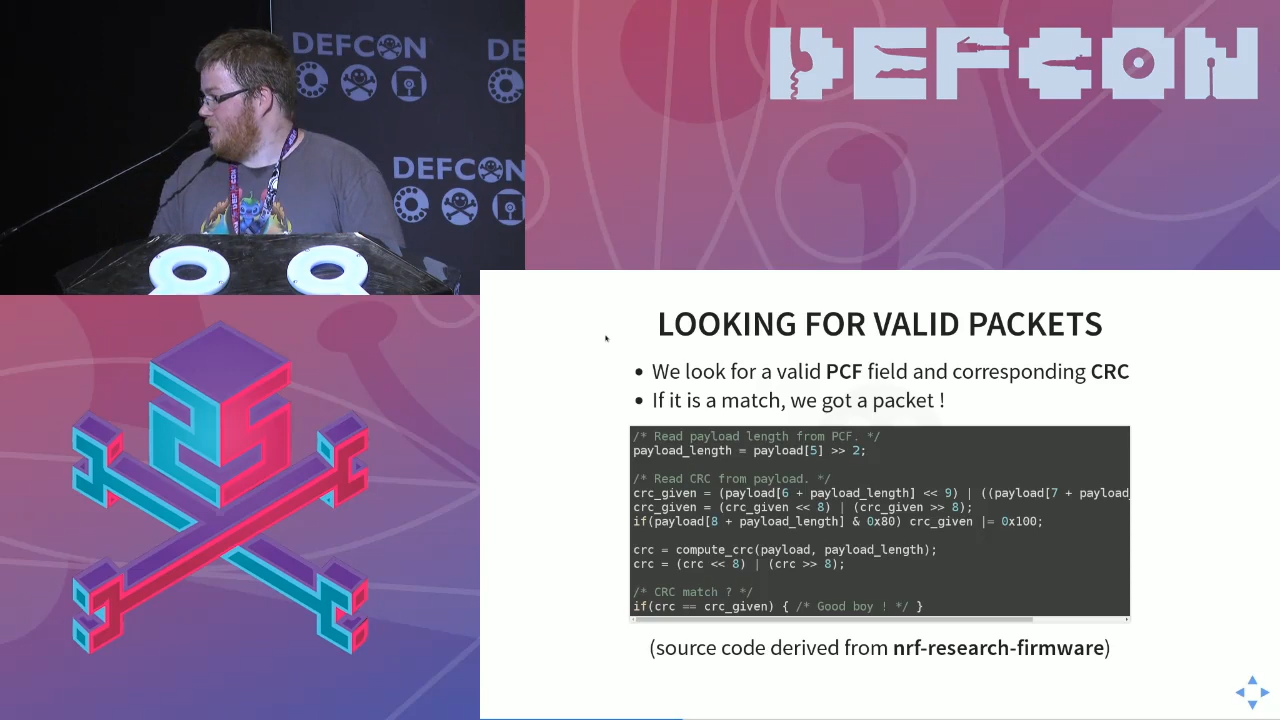 DEFCON
DEFCON
DEFCON
LOOKING FOR VALID PACKETS
We look for a valid PCF field and corresponding CRC
If it is a match, we got a packet !
/* Read payload length from PCF. */
payload_length = payload[5] >> 2;
/* Read CRC from payload. */
crc_given = (payload[6 + payload_length] << 9) | ((payload[7 + payload_
crc_given = (crc_given << 8) | (crc_given >> 8);
if(payload[8 + payload_length] & 0x80) crc_given |= 0x100;
crc = compute_crc(payload, payload_length);
crc = (crc << 8) | (crc >> 8);
/* CRC match ? */
if(crc == crc_given) { /* Good boy ! */ }
(source code derived from nrf-research-firmware)